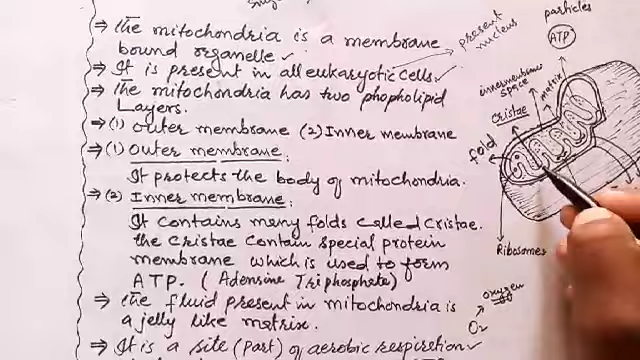 ⇒ The mitochondria is a membrane
bound organelle ✓
⇒ It is present in all eukaryotic cells. ✓
present
nucleus
⇒ The mitochondria has two phopholipid
Layers.
⇒ (1) Outer membrane (2) Inner membrane
⇒ (1) Outer membrane:
It protects the body of mitochondria.
⇒ (2) Inner membrane:
It contains meny folds called Cristae.
The Cristae contain special protein
membrane which is used to form
ATP. (Adensine Triphosphate)
⇒ The fluid present in mitochondria is
a jelly like matrix.
⇒ It is a site (Part) of aerobic respiretion ✓
particles
ATP
innermembrane
space
matrix
cristae
fold
Ribosomes
oxygen
O2